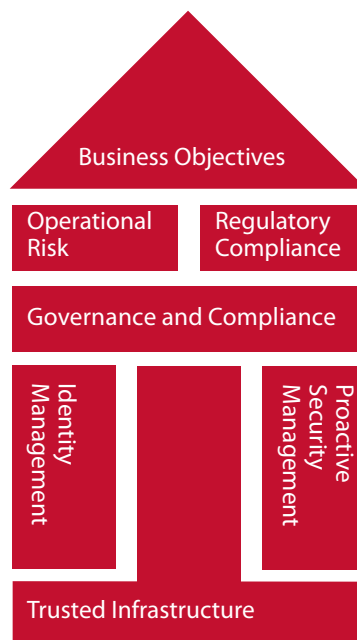 Business Objectives
Operational
Risk
Regulatory
Compliance
Governance and Compliance
Identity
Management
Proactive
Security
Management
Trusted Infrastructure